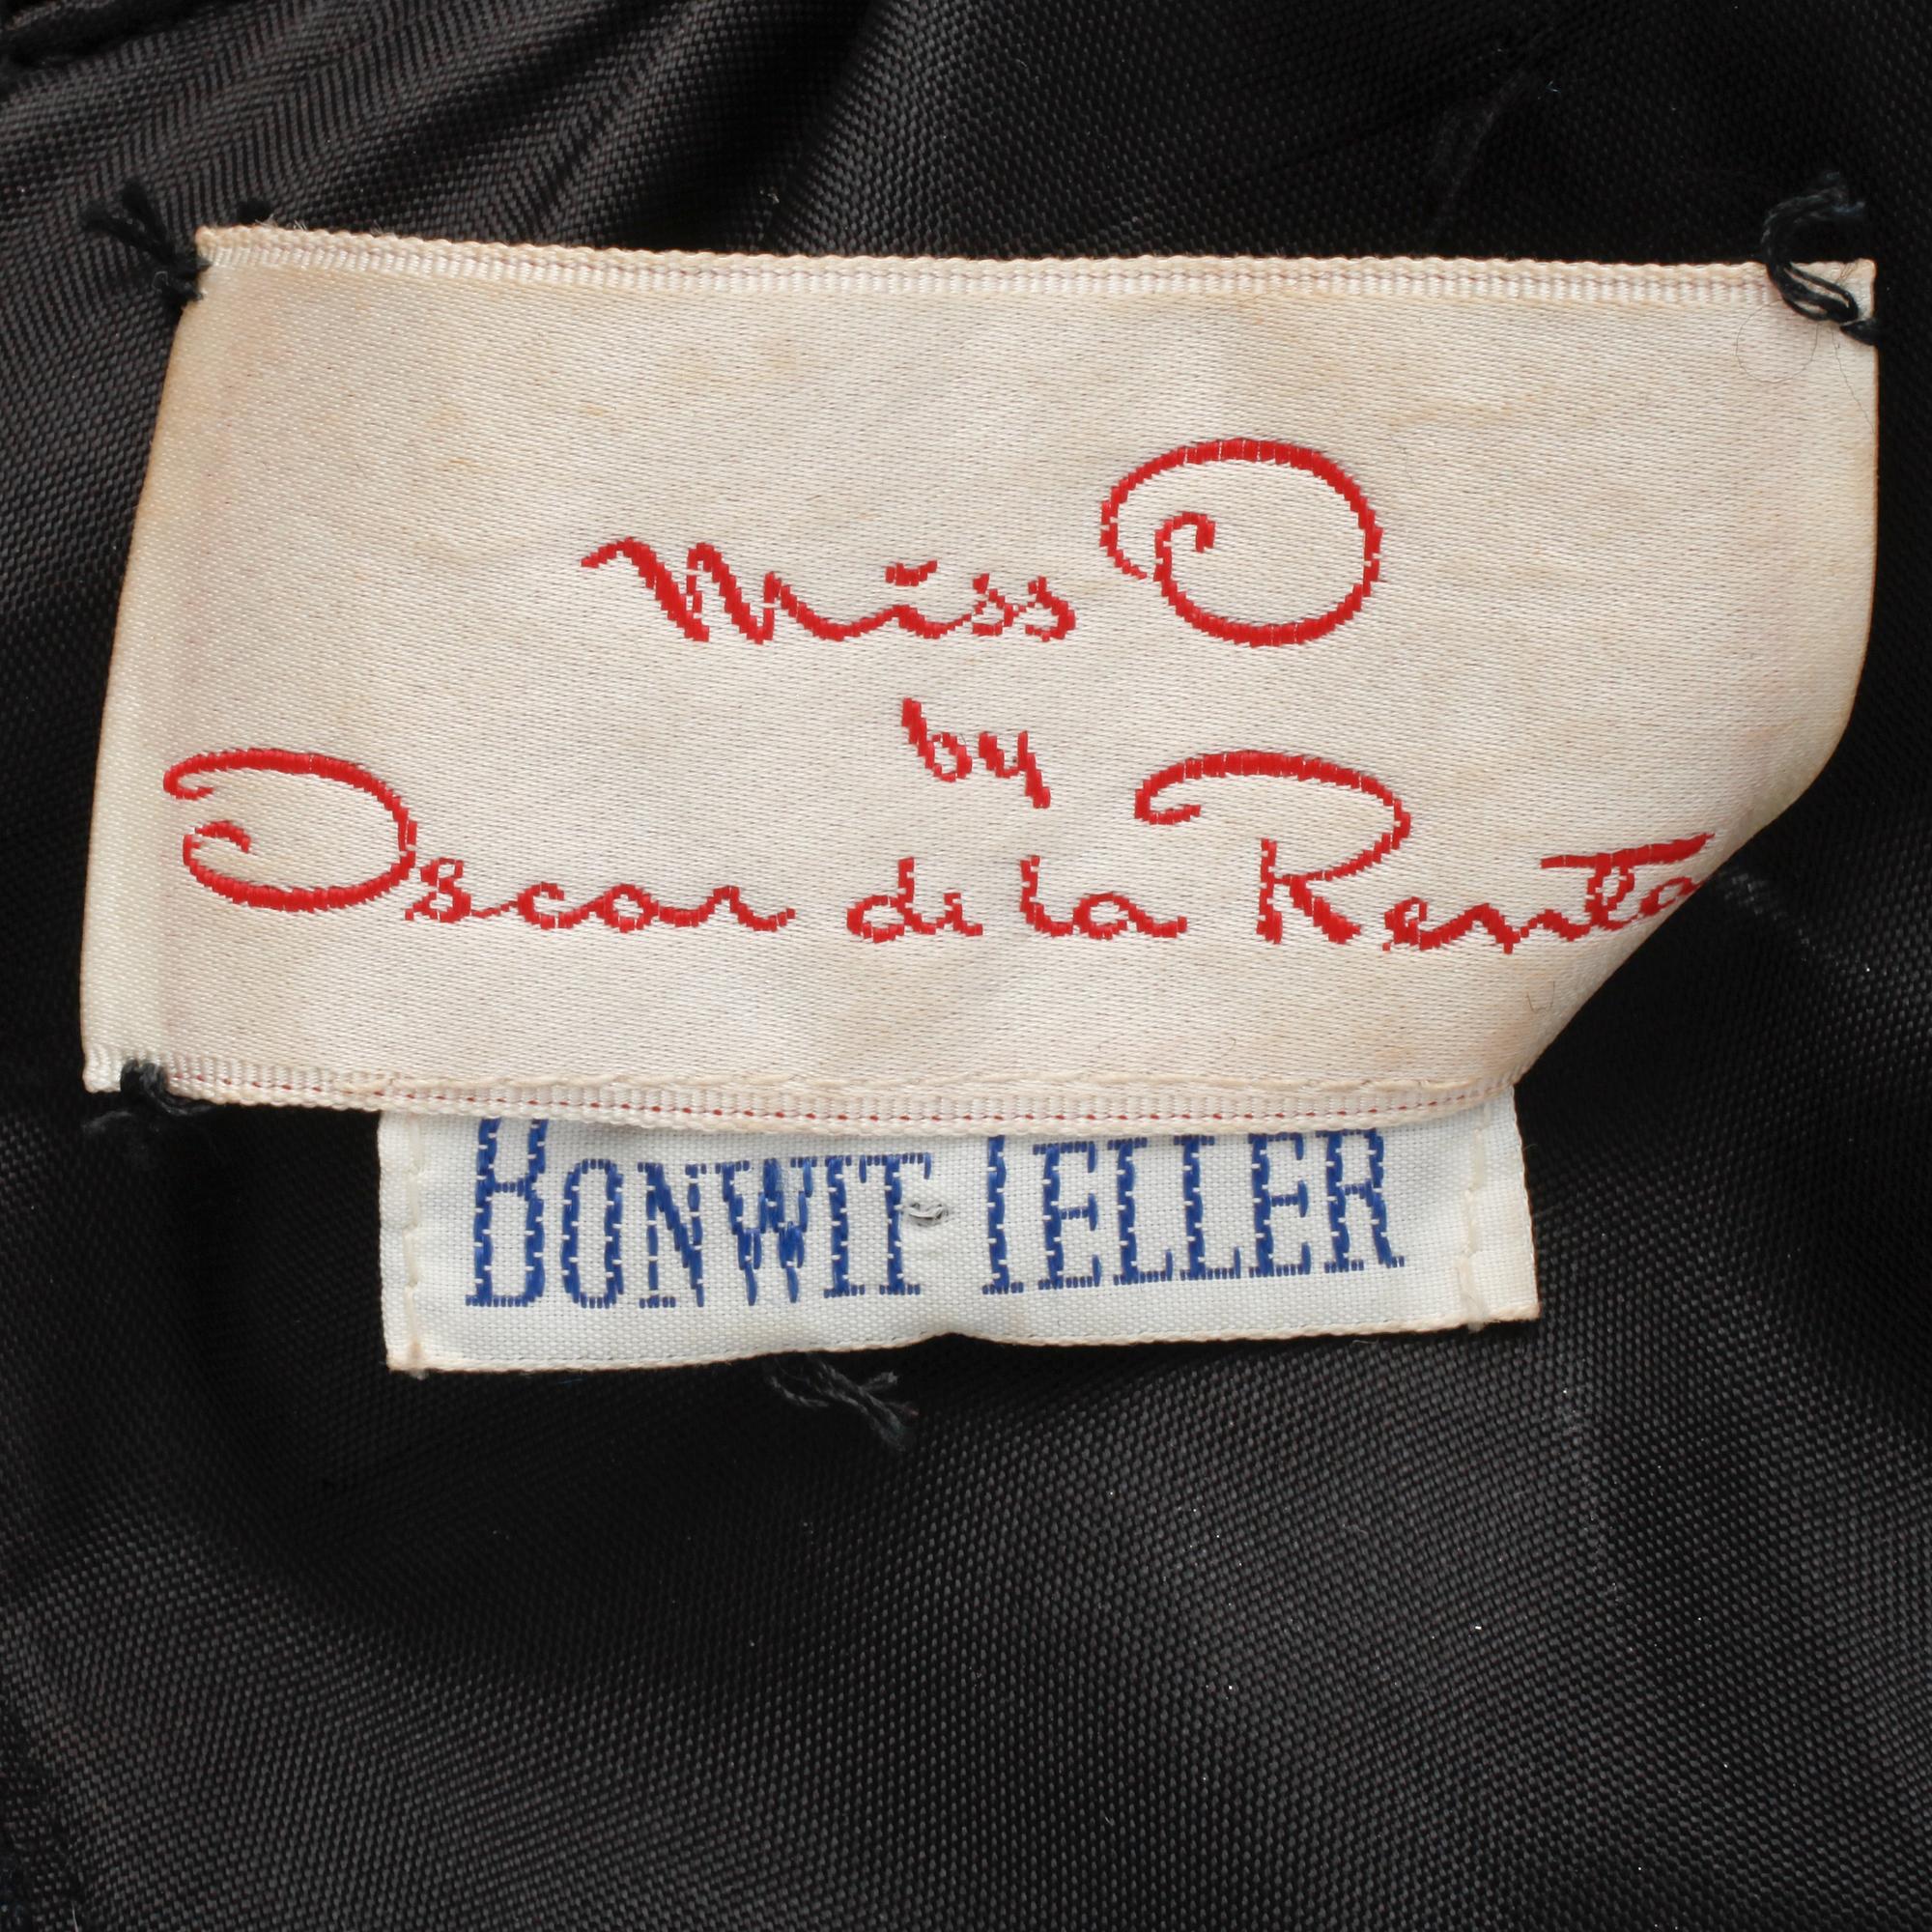 Miss O
by
Oscar de la Renta
BONWIT TELLER